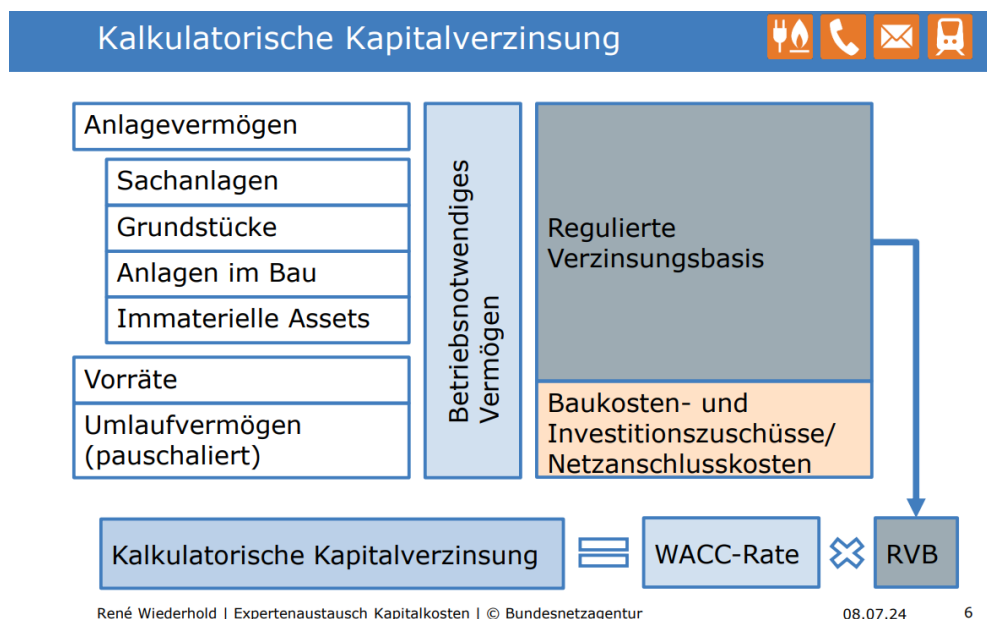 Kalkulatorische Kapitalverzinsung
Anlagevermögen
Sachanlagen
Grundstücke
Anlagen im Bau
Immaterielle Assets
Vorräte
Umlaufvermögen
(pauschaliert)
Betriebsnotwendiges
Vermögen
Regulierte
Verzinsungsbasis
Baukosten- und
Investitionszuschüsse/
Netzanschlusskosten
Kalkulatorische Kapitalverzinsung
WACC-Rate
RVB
René Wiederhold | Expertenaustausch Kapitalkosten | © Bundesnetzagentur
08.07.24
6